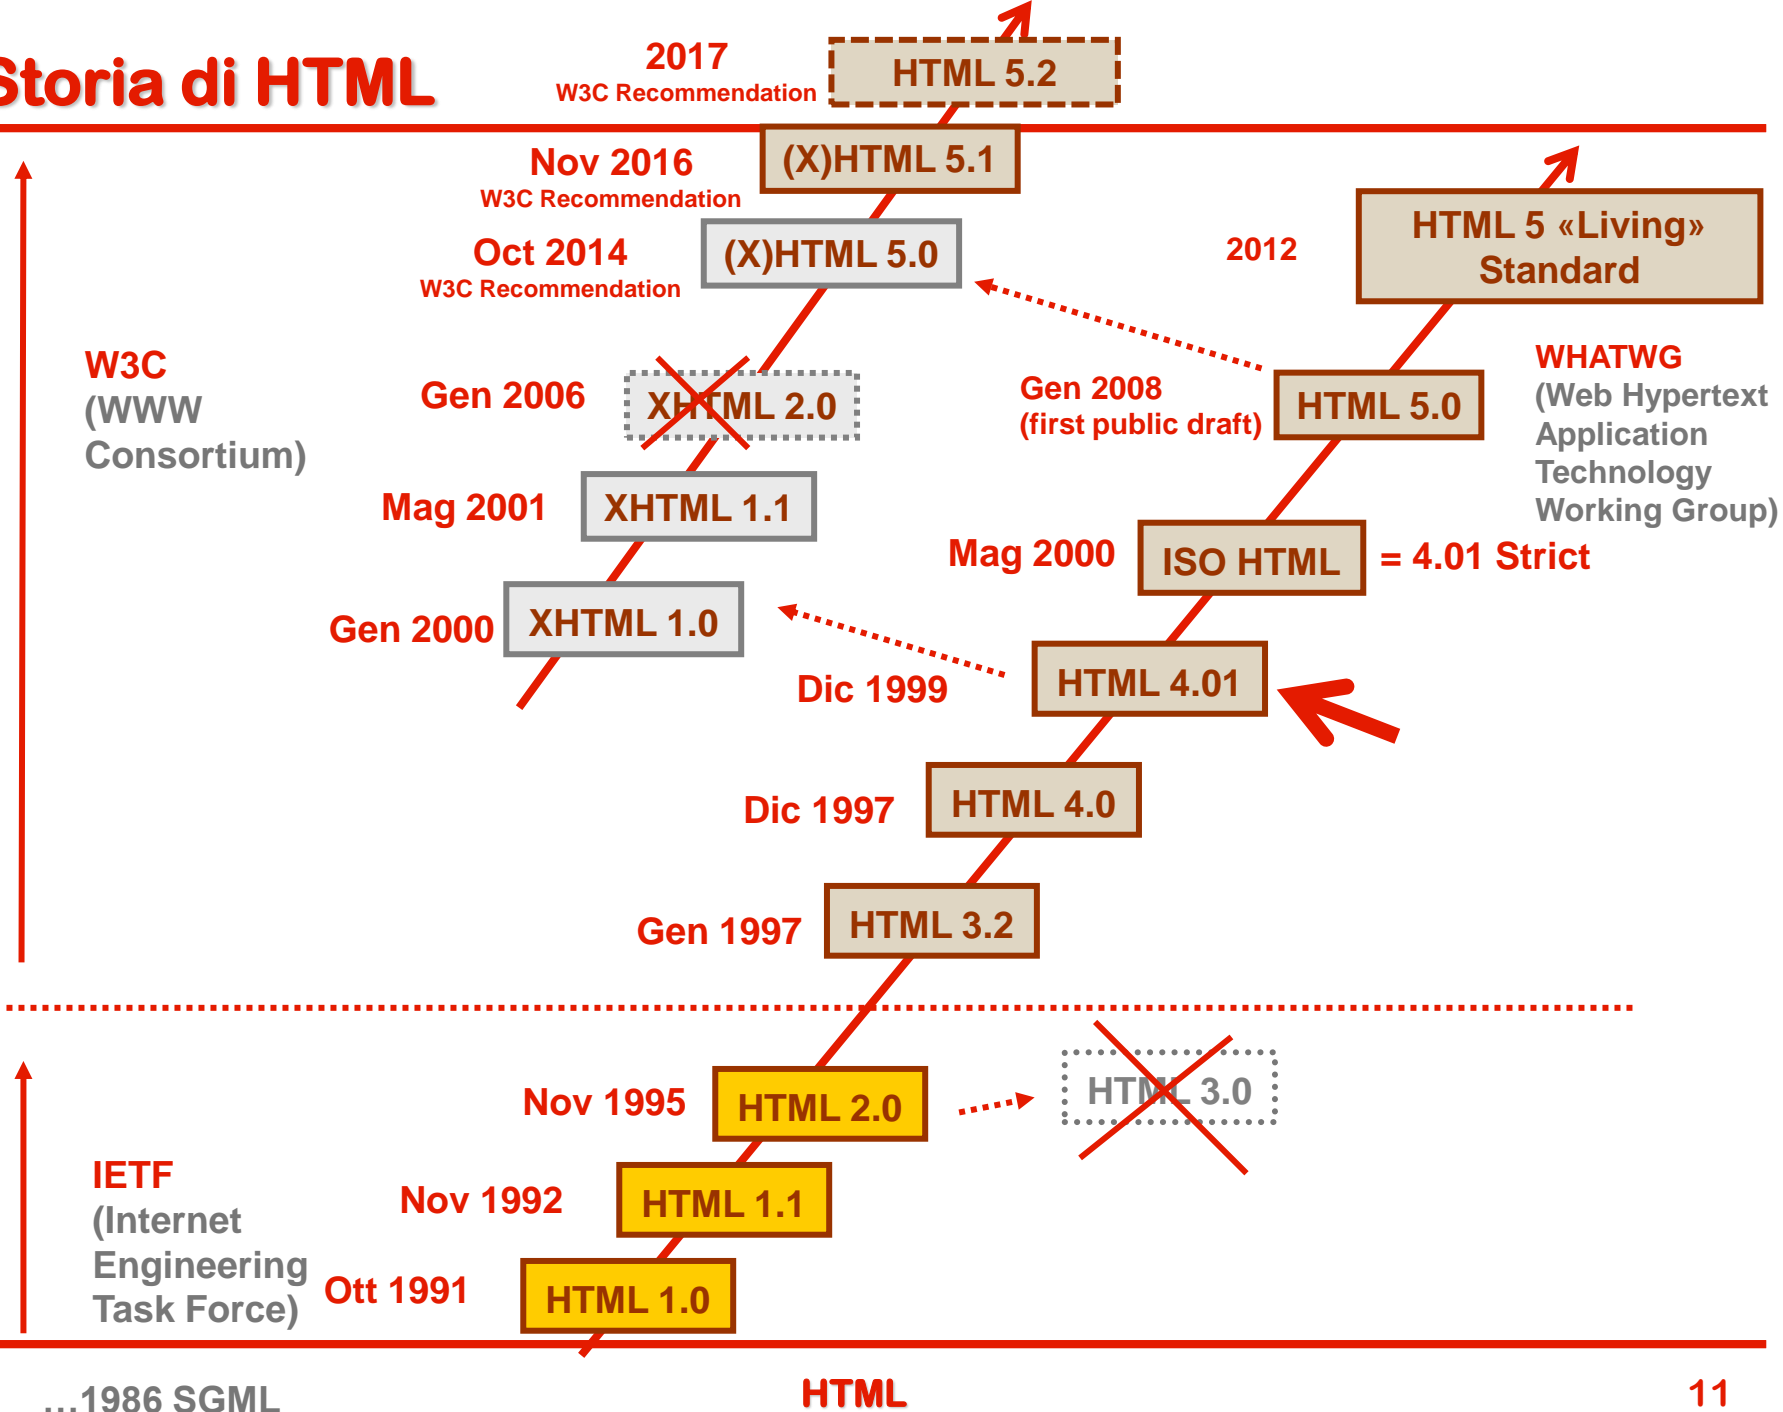 Storia di HTML
2017
W3C Recommendation
HTML 5.2
Nov 2016
W3C Recommendation
(X)HTML 5.1
Oct 2014
W3C Recommendation
(X)HTML 5.0
2012
HTML 5 «Living»
Standard
W3C
(WWW
Consortium)
Gen 2006
XHTML 2.0
Gen 2008
(first public draft)
HTML 5.0
WHATWG
(Web Hypertext
Application
Technology
Working Group)
Mag 2001
XHTML 1.1
Mag 2000
ISO HTML
= 4.01 Strict
Gen 2000
XHTML 1.0
Dic 1999
HTML 4.01
Dic 1997
HTML 4.0
Gen 1997
HTML 3.2
Nov 1995
HTML 2.0
HTML 3.0
IETF
(Internet
Engineering
Task Force)
Nov 1992
HTML 1.1
Ott 1991
HTML 1.0
…1986 SGML
HTML
11